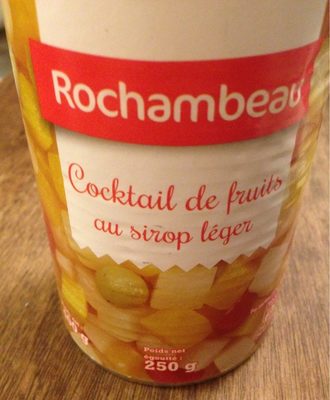 Rochambeau
Cocktail de fruits
au sirop léger
Poids net
égoutté :
250 g